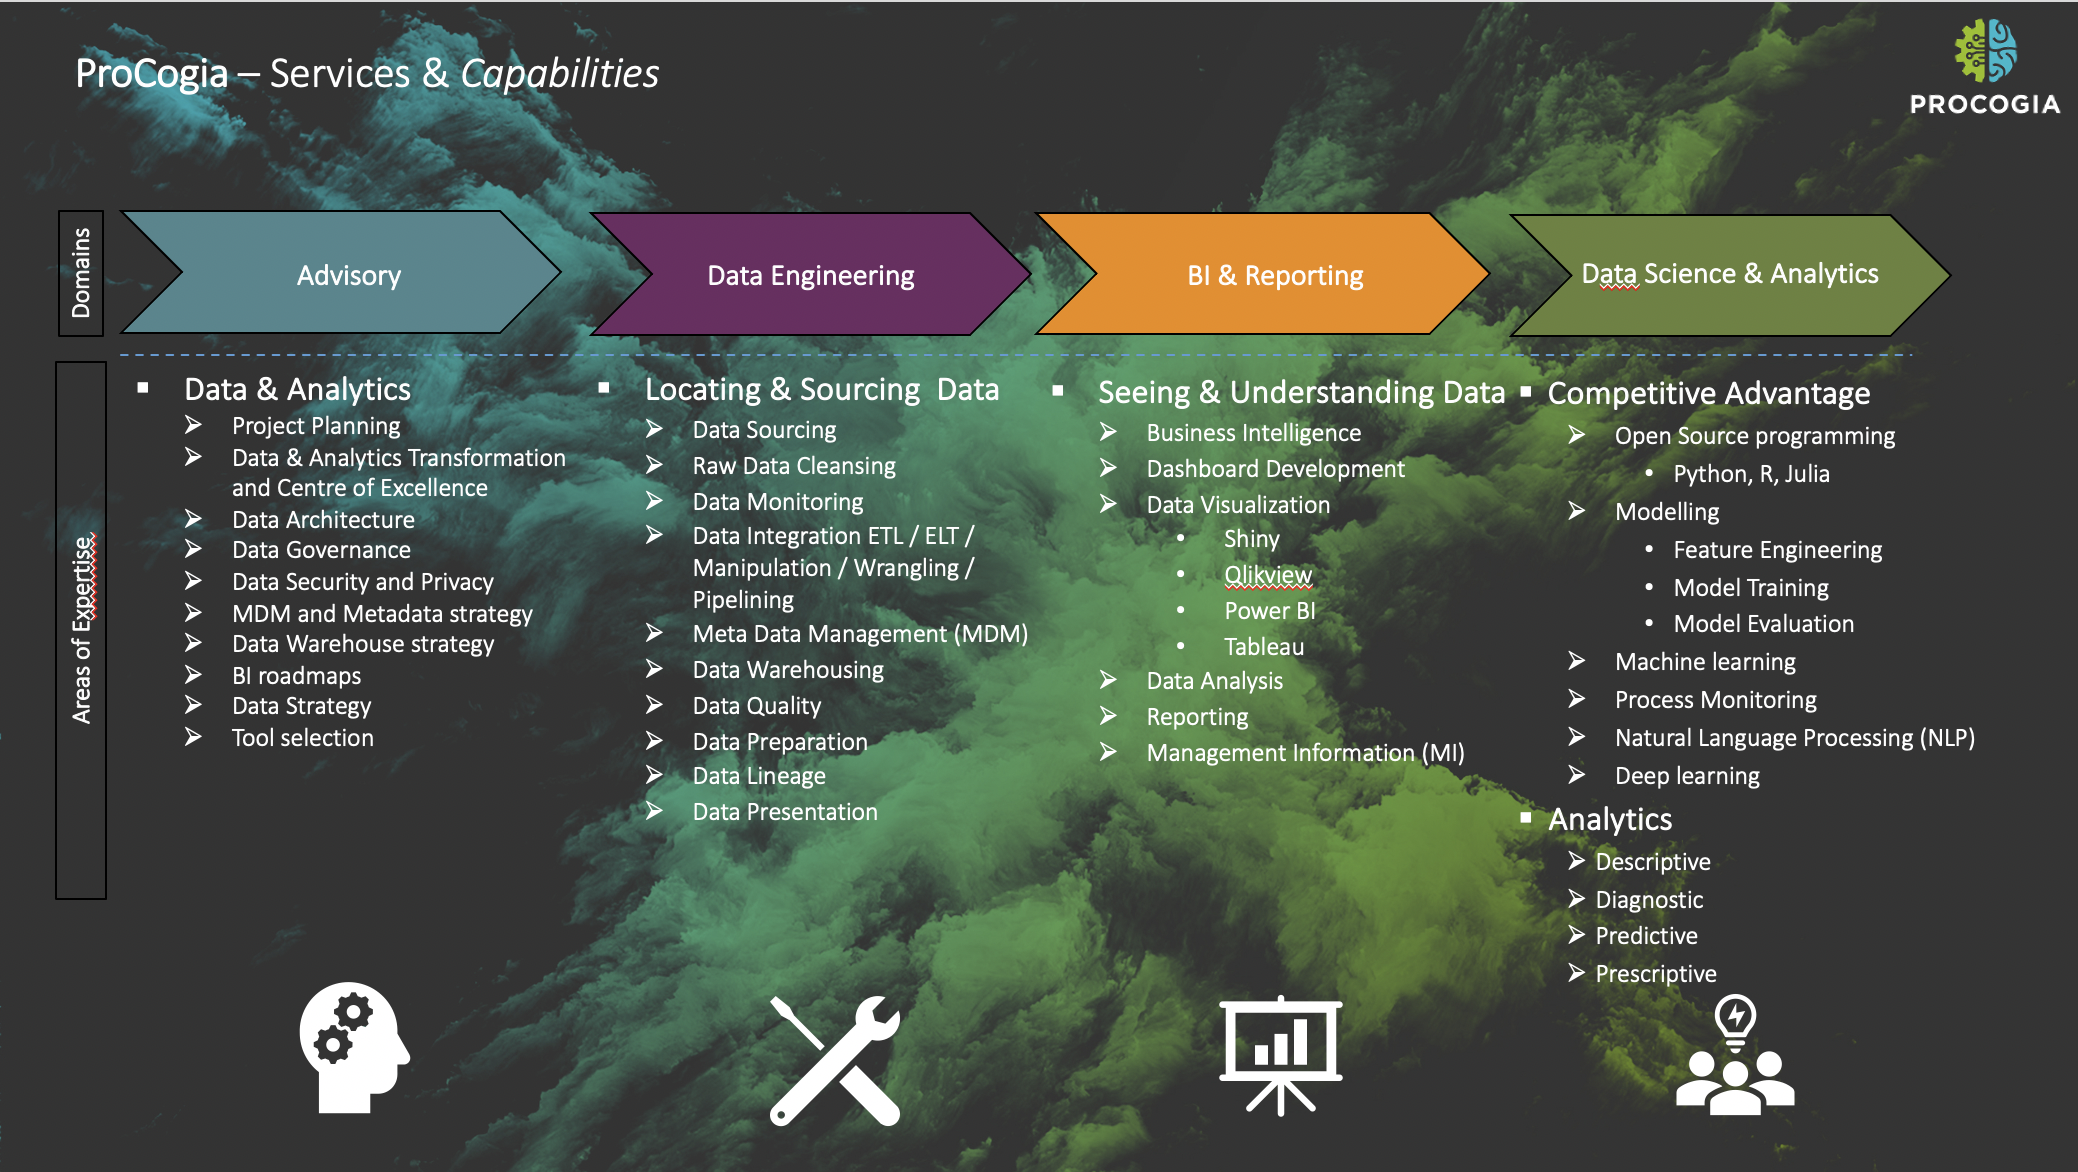 ProCogia – Services & Capabilities
PROCOGIA
Domains
Advisory
Data Engineering
BI & Reporting
Data Science & Analytics
Areas of Expertise
Data & Analytics
Project Planning
Data & Analytics Transformation
and Centre of Excellence
Data Architecture
Data Governance
Data Security and Privacy
MDM and Metadata strategy
Data Warehouse strategy
BI roadmaps
Data Strategy
Tool selection
Locating & Sourcing Data
Data Sourcing
Raw Data Cleansing
Data Monitoring
Data Integration ETL / ELT /
Manipulation / Wrangling /
Pipelining
Meta Data Management (MDM)
Data Warehousing
Data Quality
Data Preparation
Data Lineage
Data Presentation
Seeing & Understanding Data
Business Intelligence
Dashboard Development
Data Visualization
Shiny
Qlikview
Power BI
Tableau
Data Analysis
Reporting
Management Information (MI)
Competitive Advantage
Open Source programming
Python, R, Julia
Modelling
Feature Engineering
Model Training
Model Evaluation
Machine learning
Process Monitoring
Natural Language Processing (NLP)
Deep learning
Analytics
Descriptive
Diagnostic
Predictive
Prescriptive